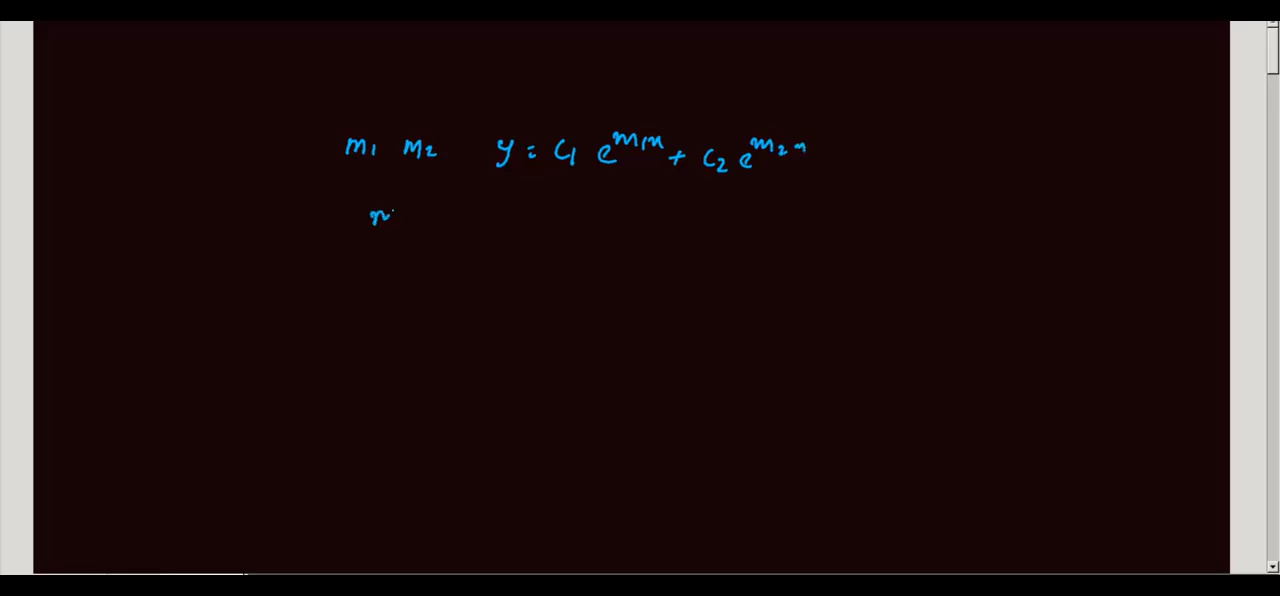 m₁ m₂ y = c₁ e^{m₁x} + c₂ e^{m₂x}
m